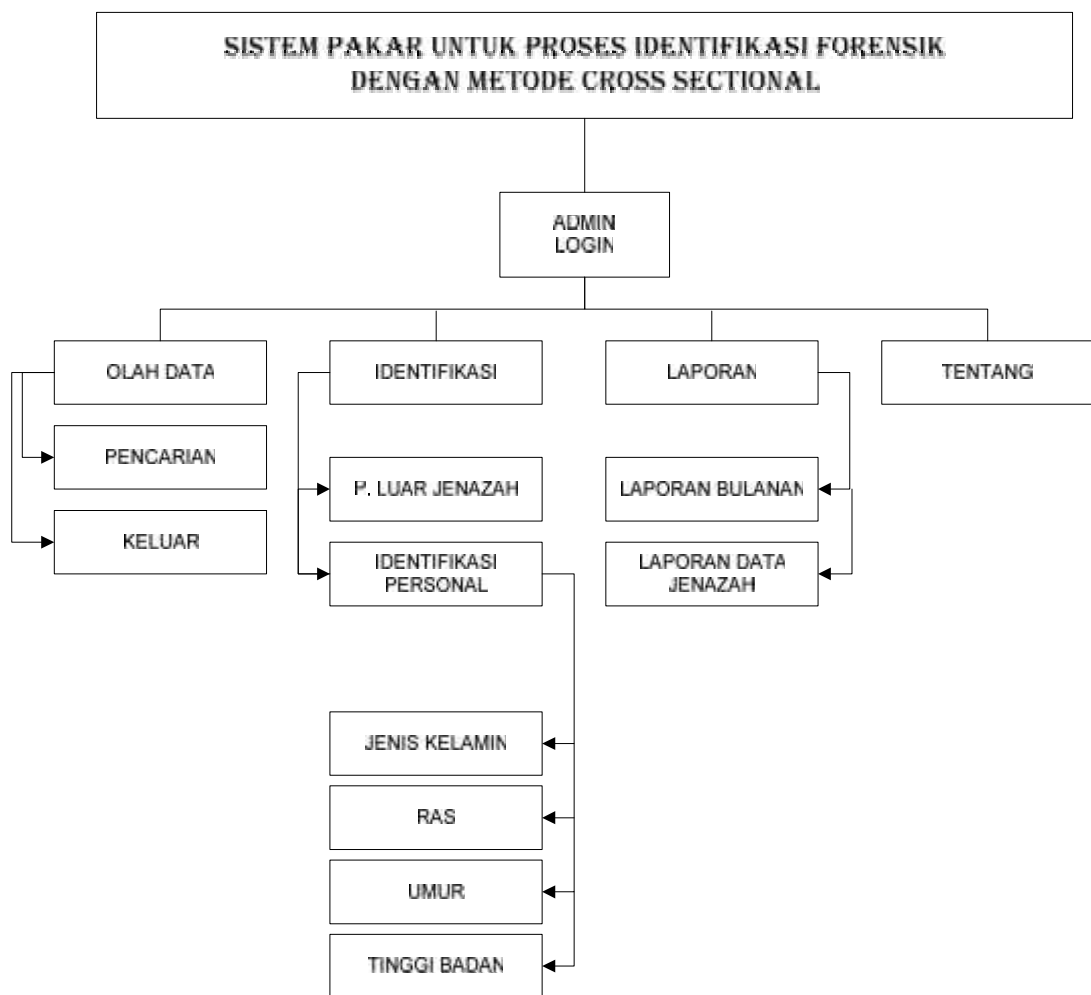 SISTEM PAKAR UNTUK PROSES IDENTIFIKASI FORENSIK
DENGAN METODE CROSS SECTIONAL
ADMIN
LOGIN
OLAH DATA
IDENTIFIKASI
LAPORAN
TENTANG
PENCARIAN
P. LUAR JENAZAH
LAPORAN BULANAN
KELUAR
IDENTIFIKASI
PERSONAL
LAPORAN DATA
JENAZAH
JENIS KELAMIN
RAS
UMUR
TINGGI BADAN